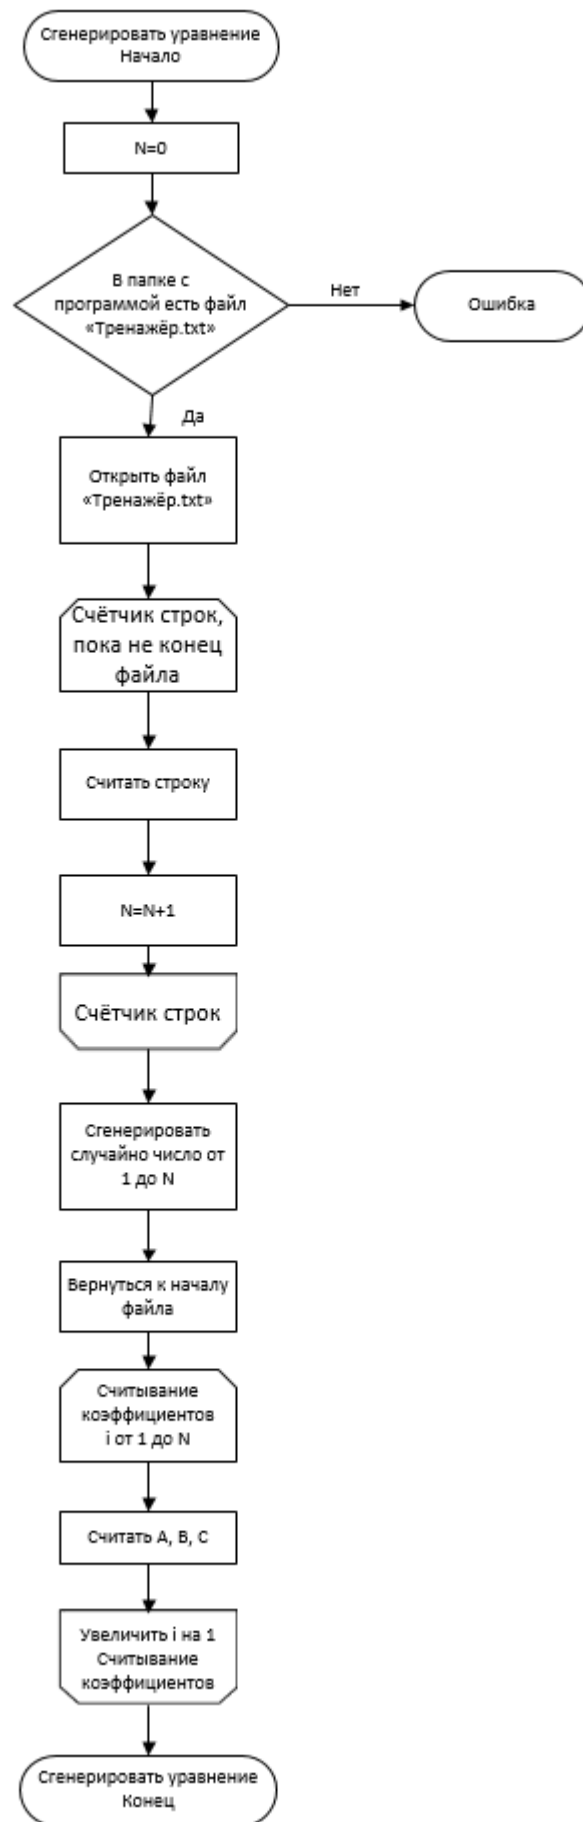 Сгенерировать уравнение
Начало
N=0
В папке с
программой есть файл
«Тренажёр.txt»
Нет
Ошибка
Да
Открыть файл
«Тренажёр.txt»
Счётчик строк,
пока не конец
файла
Считать строку
N=N+1
Счётчик строк
Сгенерировать
случайно число от
1 до N
Вернуться к началу
файла
Считывание
коэффициентов
i от 1 до N
Считать A, B, C
Увеличить i на 1
Считывание
коэффициентов
Сгенерировать уравнение
Конец